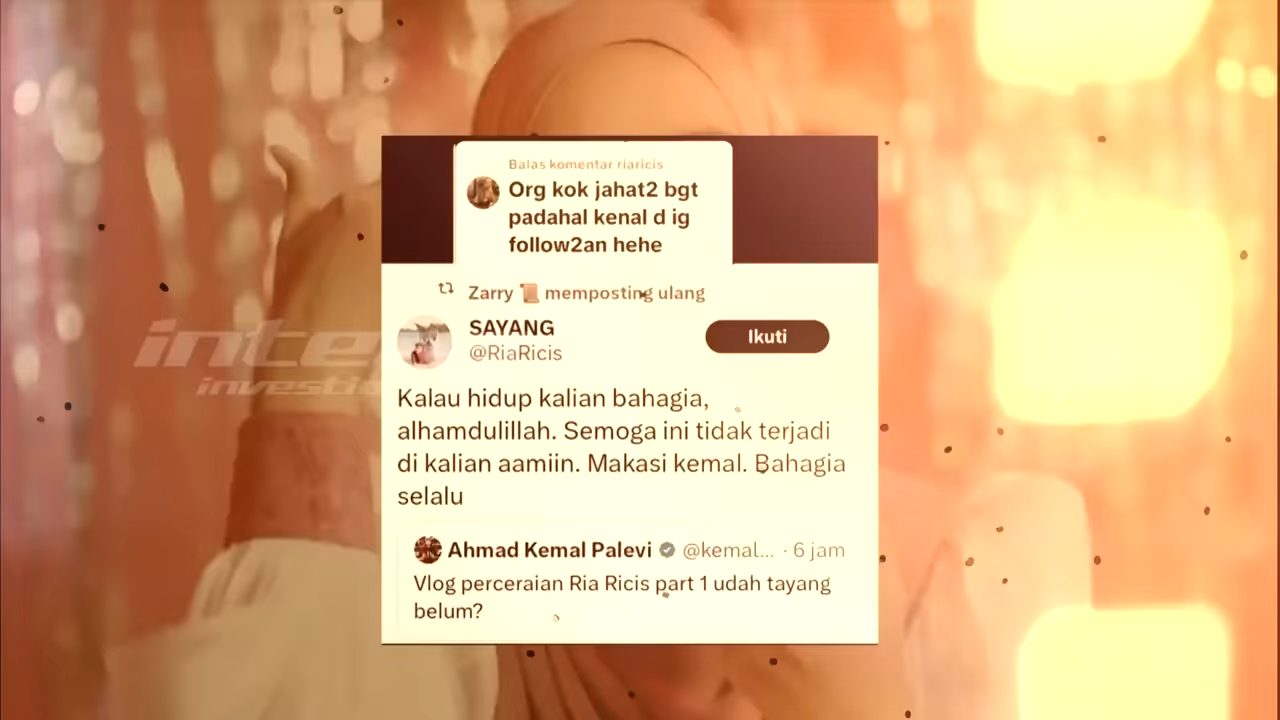 Balas komentar riaricis
Org kok jahat2 bgt
padahal kenal d ig
follow2an hehe
Zarry 📜 memposting ulang
SAYANG
@RiaRicis
Ikuti
Kalau hidup kalian bahagia,
alhamdulillah. Semoga ini tidak terjadi
di kalian aamiin. Makasi kemal. Bahagia
selalu
Ahmad Kemal Palevi @kemal... · 6 jam
Vlog perceraian Ria Ricis part 1 udah tayang
belum?